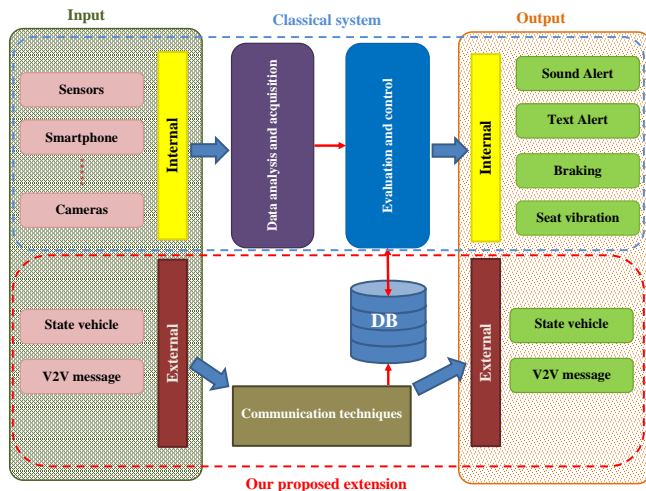 Input
Classical system
Output
Sensors
Smartphone
Cameras
Internal
Data analysis and acquisition
Evaluation and control
Internal
Sound Alert
Text Alert
Braking
Seat vibration
State vehicle
V2V message
External
DB
Communication techniques
External
State vehicle
V2V message
Our proposed extension